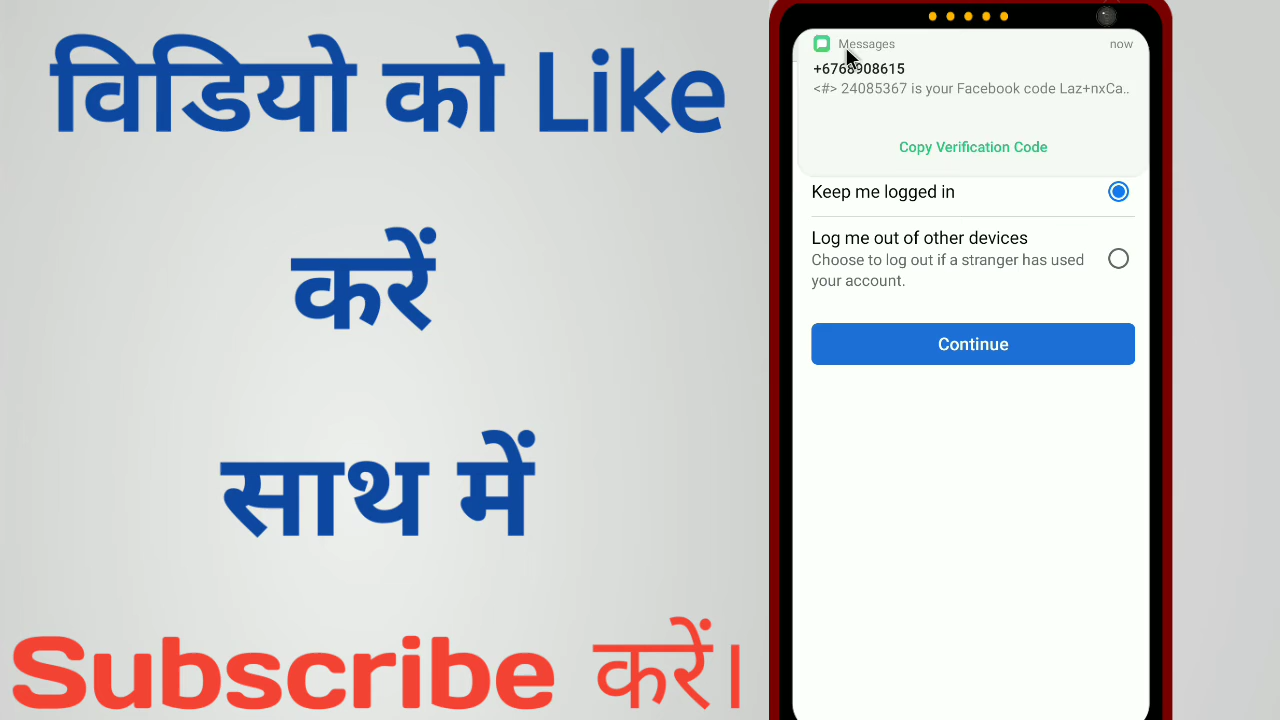 विडियो को Like
करें
साथ में
Subscribe करें।
Messages now
+6768908615
<#> 24085367 is your Facebook code Laz+nxCa..
Copy Verification Code
Keep me logged in
Log me out of other devices
Choose to log out if a stranger has used
your account.
Continue